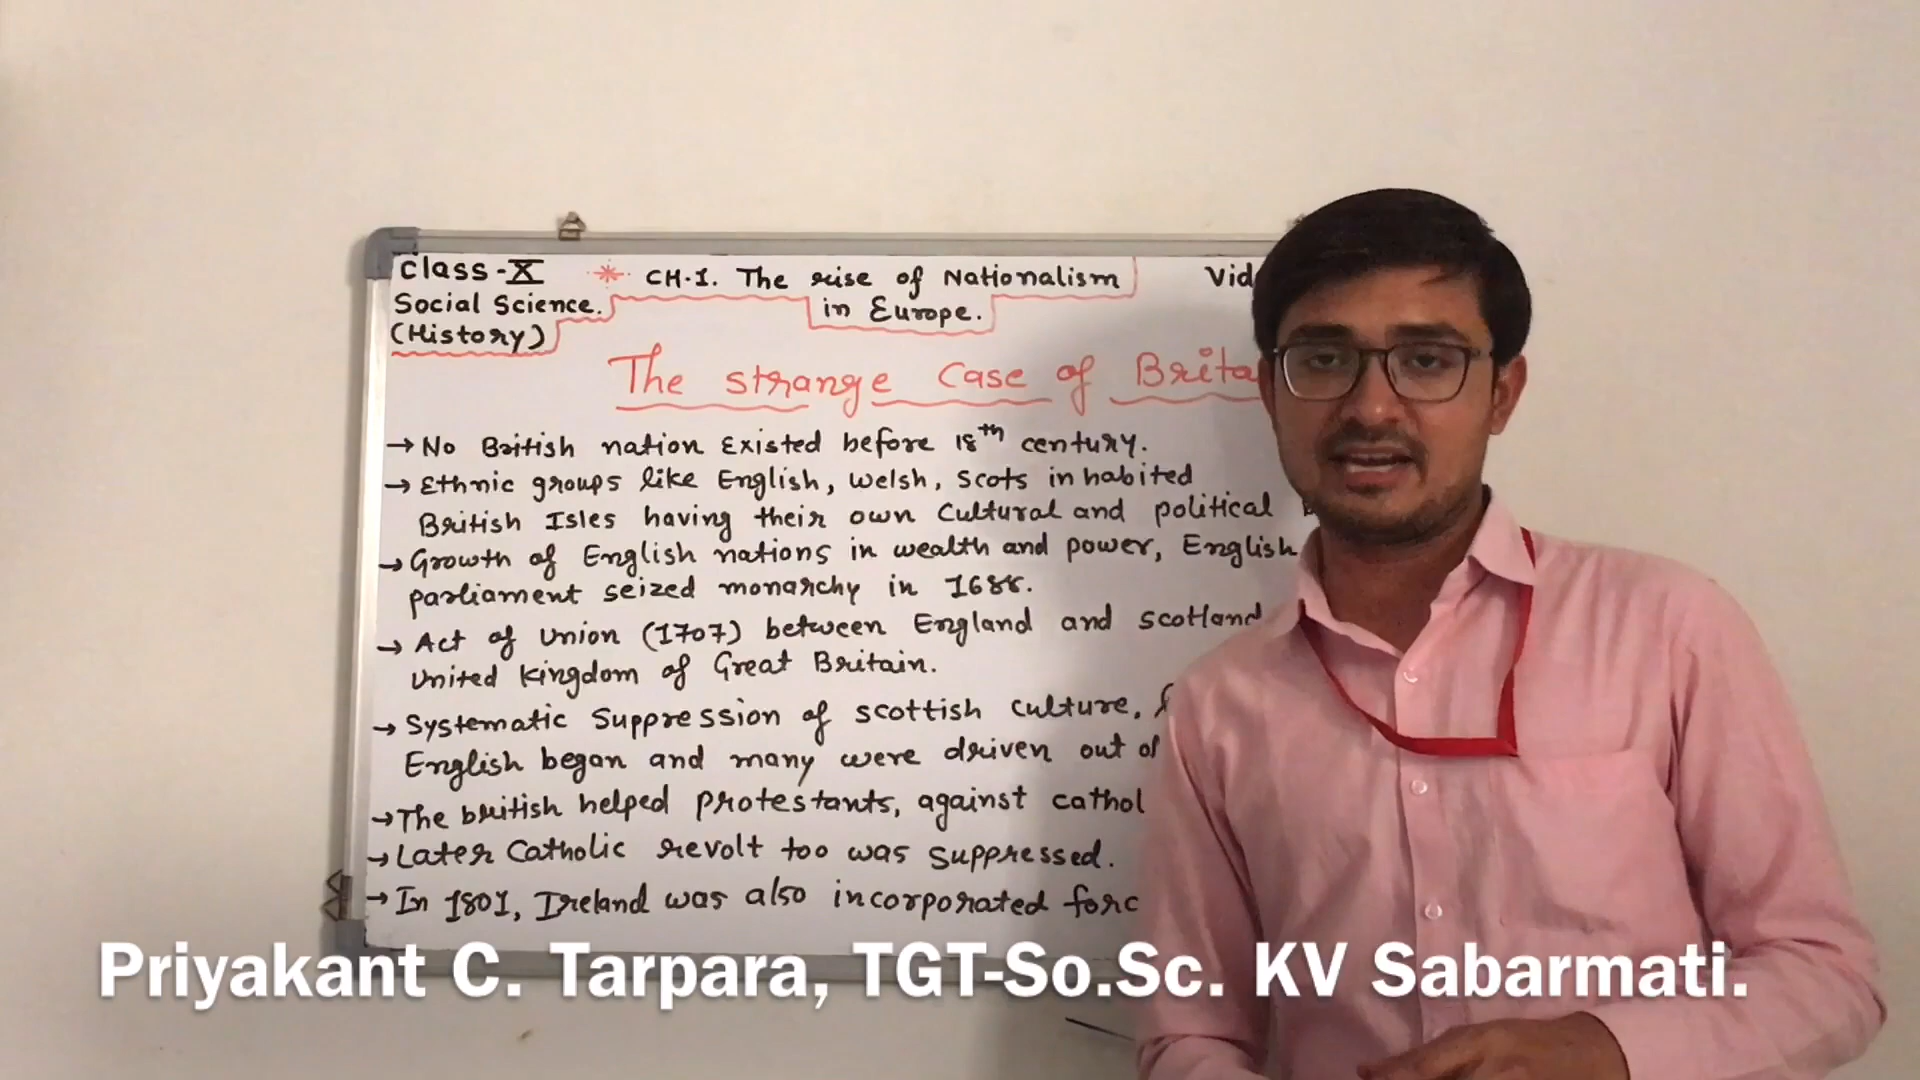 Class-X * CH.1. The rise of Nationalism Vid
Social Science. in Europe.
(History)
The strange Case of Brita
→ No British nation Existed before 18th century.
→ Ethnic groups like English, Welsh, Scots inhabited
British Isles having their own Cultural and political
→ Growth of English nations in wealth and power, English
parliament seized monarchy in 1688.
→ Act of Union (1707) between England and Scotland
United Kingdom of Great Britain.
→ Systematic Suppression of Scottish culture,
English began and many were driven out of
→ The british helped Protestants, against cathol
→ Later Catholic revolt too was suppressed.
→ In 1801, Ireland was also incorporated forc
Priyakant C. Tarpara, TGT-So.Sc. KV Sabarmati.